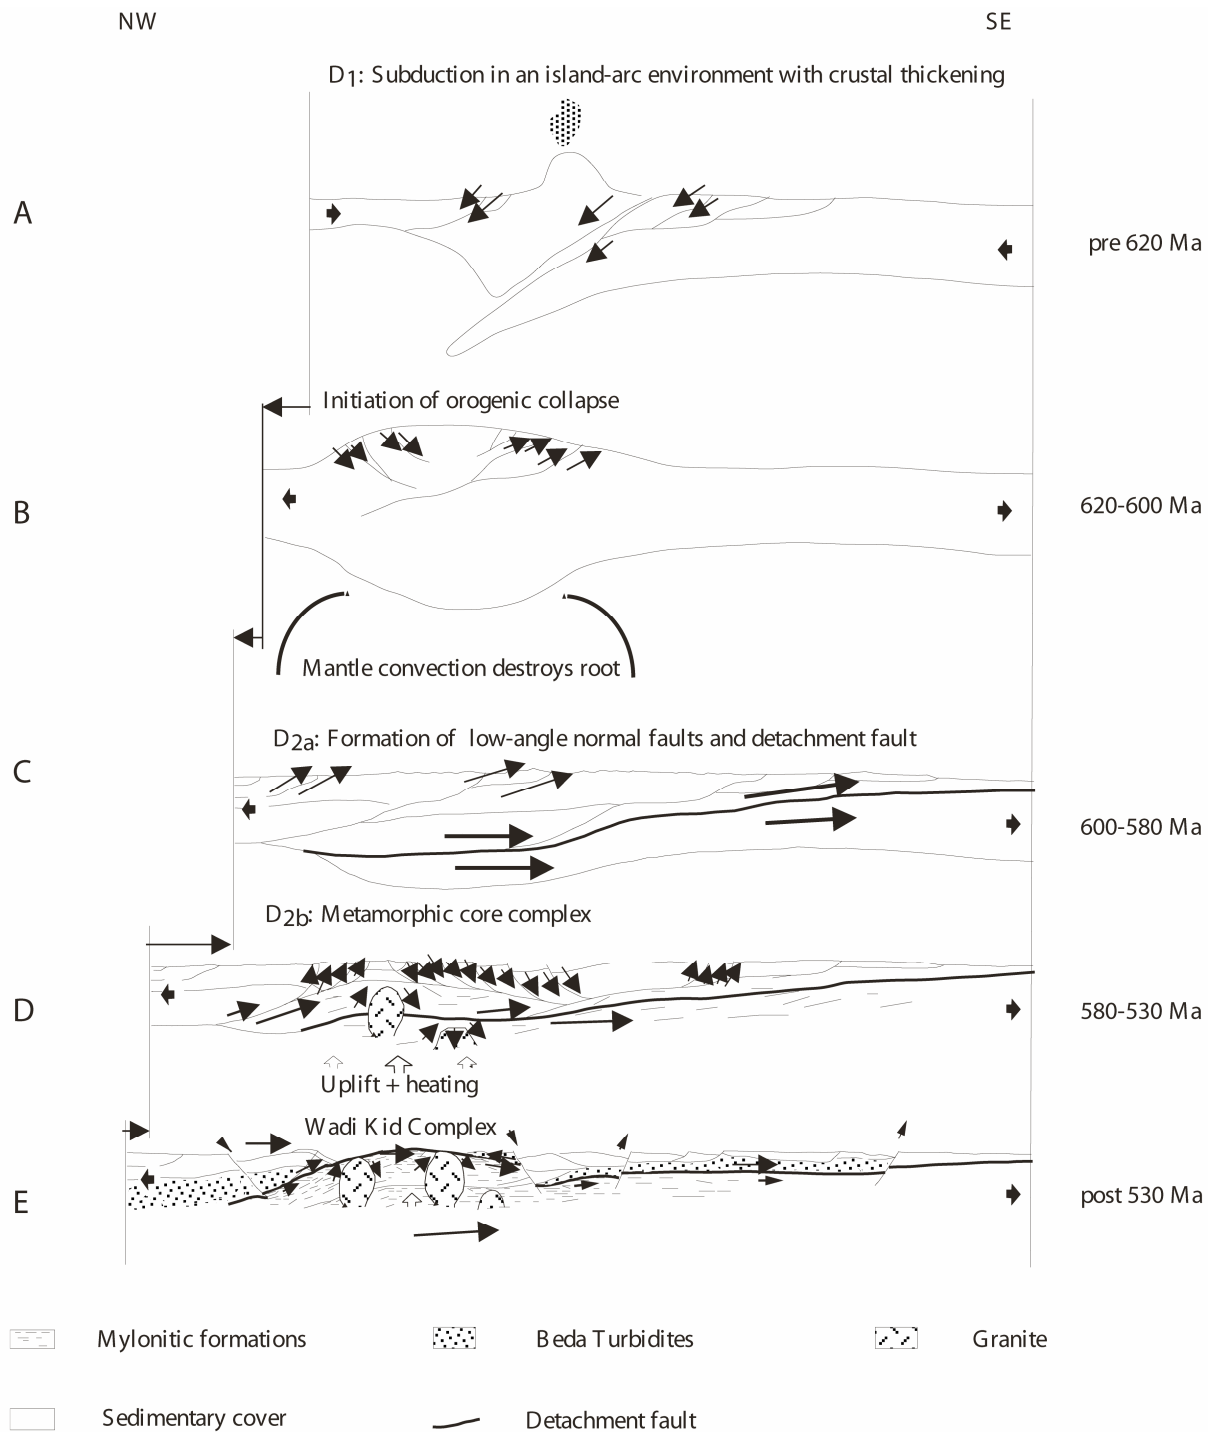 NW SE
D1: Subduction in an island-arc environment with crustal thickening
A
pre 620 Ma
Initiation of orogenic collapse
B
620-600 Ma
Mantle convection destroys root
D2a: Formation of low-angle normal faults and detachment fault
C
600-580 Ma
D2b: Metamorphic core complex
D
580-530 Ma
Uplift + heating
Wadi Kid Complex
E
post 530 Ma
Mylonitic formations Beda Turbidites Granite
Sedimentary cover Detachment fault